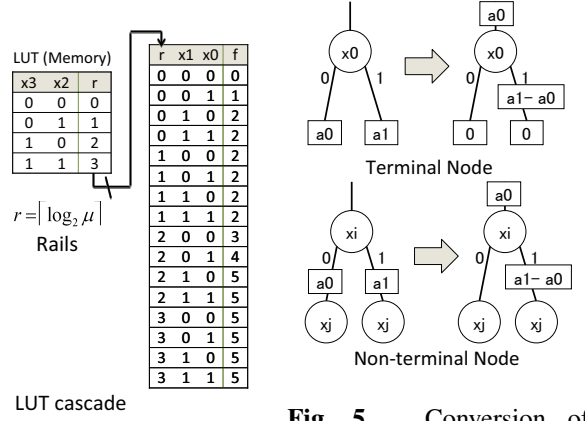 LUT (Memory)
x3 x2 r
0 0 0
0 1 1
1 0 2
1 1 3
r = ⌈log₂ μ⌉
Rails
r x1 x0 f
0 0 0 0
0 0 1 1
0 1 0 2
0 1 1 2
1 0 0 2
1 0 1 2
1 1 0 2
1 1 1 2
2 0 0 3
2 0 1 4
2 1 0 5
2 1 1 5
3 0 0 5
3 0 1 5
3 1 0 5
3 1 1 5
LUT cascade
x0
0 1
a0 a1
a0
x0
0 1
a1- a0
0 0
Terminal Node
xi
0 1
a0 a1
xj xj
a0
xi
0 1
a1- a0
xj xj
Non-terminal Node
Fig. 5 Conversion of